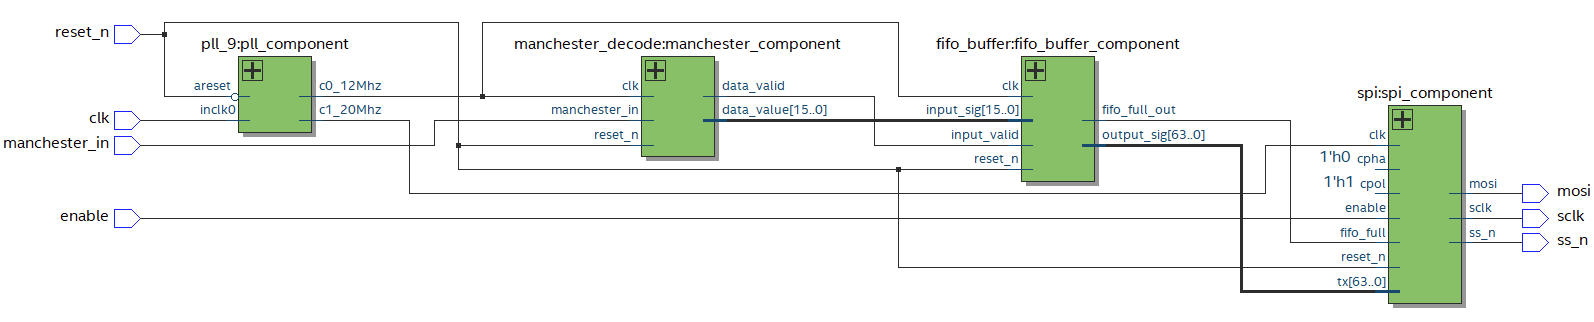 reset_n
clk
manchester_in
enable
pll_9:pll_component
areset
inclk0
c0_12Mhz
c1_20Mhz
manchester_decode:manchester_component
clk
manchester_in
reset_n
data_valid
data_value[15..0]
fifo_buffer:fifo_buffer_component
clk
input_sig[15..0]
input_valid
reset_n
fifo_full_out
output_sig[63..0]
spi:spi_component
clk
1'h0 cpha
1'h1 cpol
enable
fifo_full
reset_n
tx[63..0]
mosi
sclk
ss_n
mosi
sclk
ss_n